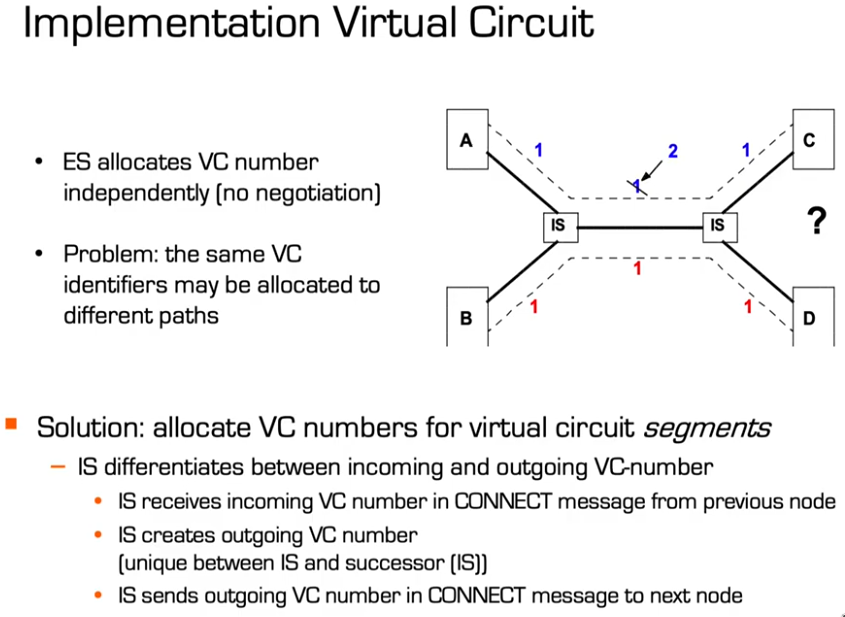 Implementation Virtual Circuit
• ES allocates VC number
independently (no negotiation)
• Problem: the same VC
identifiers may be allocated to
different paths
A
1
2
1
C
1
IS
IS
?
1
B
1
1
D
▪ Solution: allocate VC numbers for virtual circuit segments
– IS differentiates between incoming and outgoing VC-number
• IS receives incoming VC number in CONNECT message from previous node
• IS creates outgoing VC number
(unique between IS and successor (IS))
• IS sends outgoing VC number in CONNECT message to next node